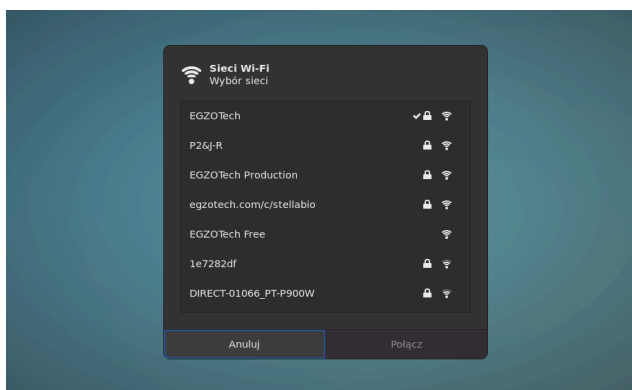 Sieci Wi-Fi
Wybór sieci
EGZOTech
P2&J-R
EGZOTech Production
egzotech.com/c/stellabio
EGZOTech Free
1e7282df
DIRECT-01066_PT-P900W
Anuluj
Połącz